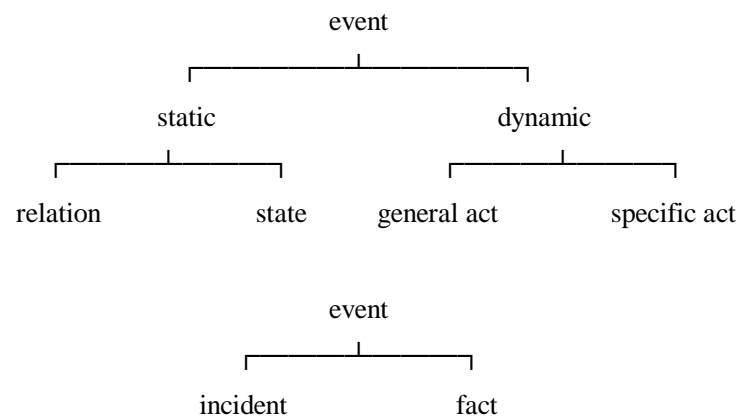 event
static dynamic
relation state general act specific act
event
incident fact